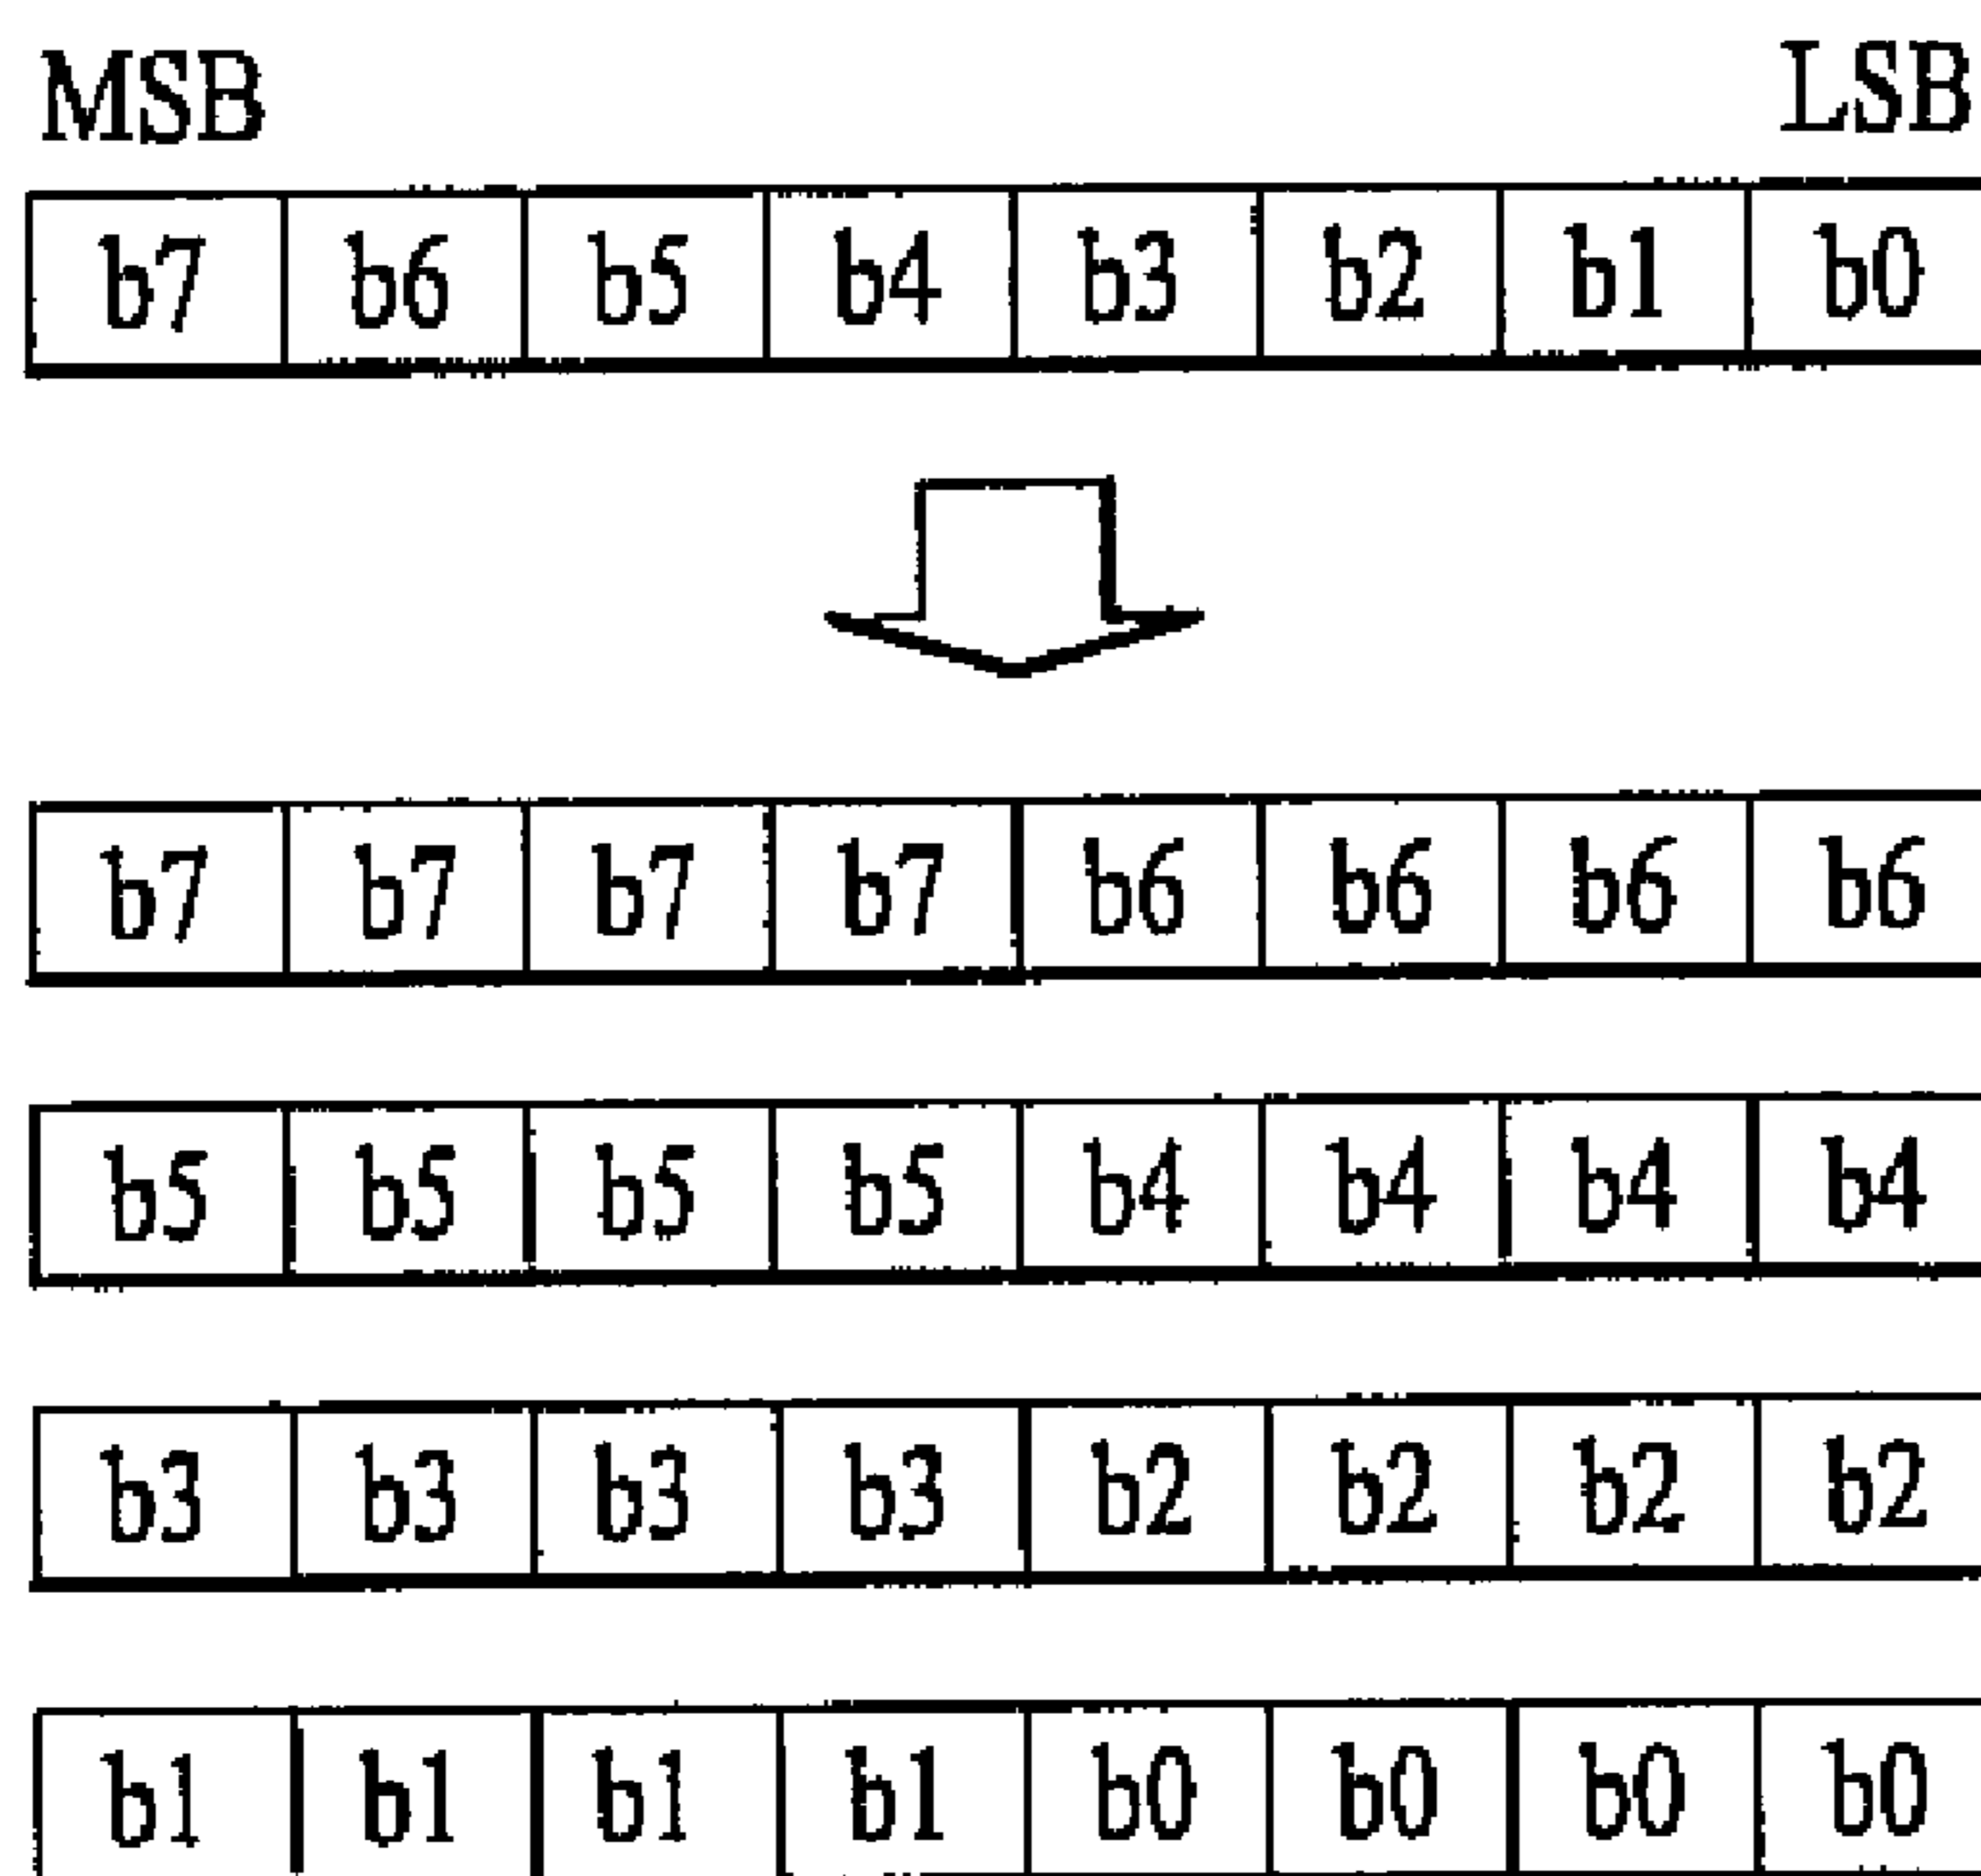 MSB LSB
b7 b6 b5 b4 b3 b2 b1 b0
b7 b7 b7 b7 b6 b6 b6 b6
b5 b5 b5 b5 b4 b4 b4 b4
b3 b3 b3 b3 b2 b2 b2 b2
b1 b1 b1 b1 b0 b0 b0 b0